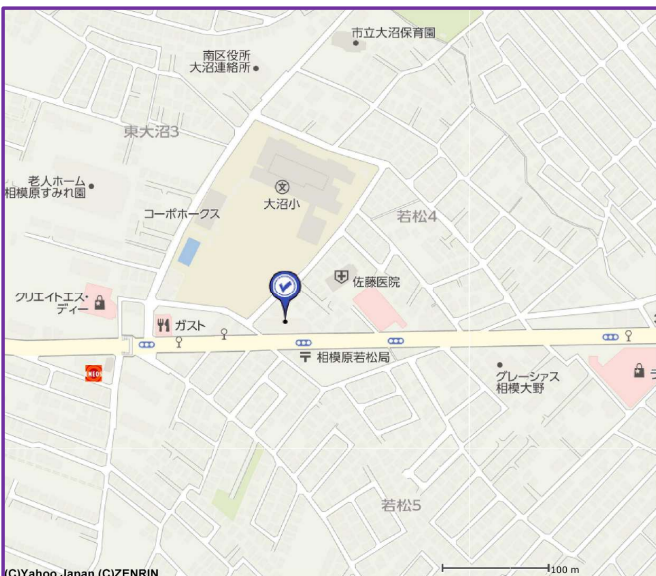 市立大沼保育園
南区役所
大沼連絡所
東大沼3
老人ホーム
相模原すみれ園
文
大沼小
コーポホークス
若松4
佐藤医院
クリエイトエス・
ディー
ガスト
相模原若松局
グレーシァス
相模大野
ENEOS
ラ
若松5
(C)Yahoo Japan (C)ZENRIN
100 m